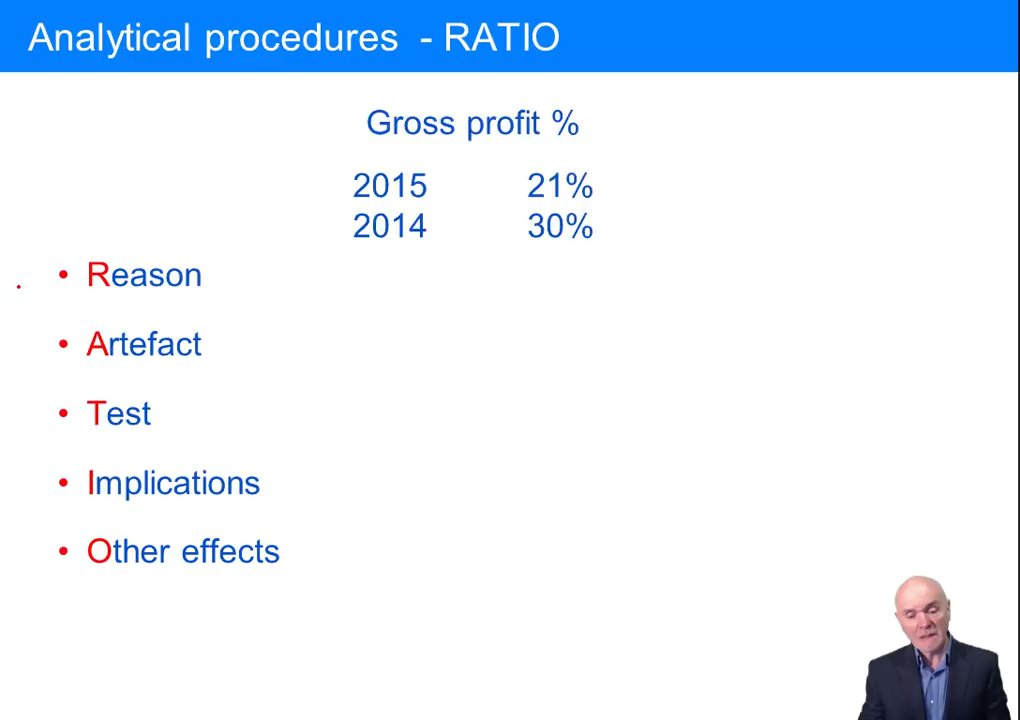 Analytical procedures - RATIO
Gross profit %
2015 21%
2014 30%
• Reason
• Artefact
• Test
• Implications
• Other effects